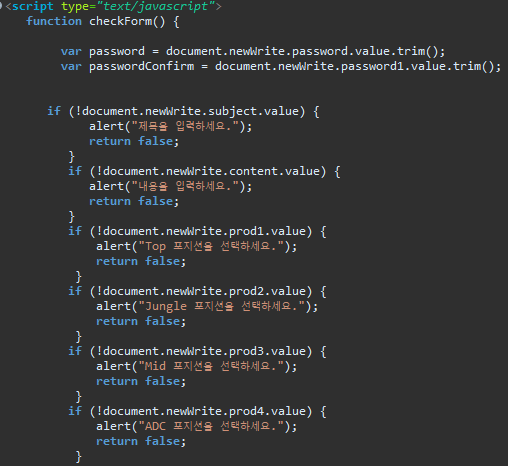 <script type="text/javascript">
function checkForm() {
var password = document.newWrite.password.value.trim();
var passwordConfirm = document.newWrite.password1.value.trim();
if (!document.newWrite.subject.value) {
alert("제목을 입력하세요.");
return false;
}
if (!document.newWrite.content.value) {
alert("내용을 입력하세요.");
return false;
}
if (!document.newWrite.prod1.value) {
alert("Top 포지션을 선택하세요.");
return false;
}
if (!document.newWrite.prod2.value) {
alert("Jungle 포지션을 선택하세요.");
return false;
}
if (!document.newWrite.prod3.value) {
alert("Mid 포지션을 선택하세요.");
return false;
}
if (!document.newWrite.prod4.value) {
alert("ADC 포지션을 선택하세요.");
return false;
}